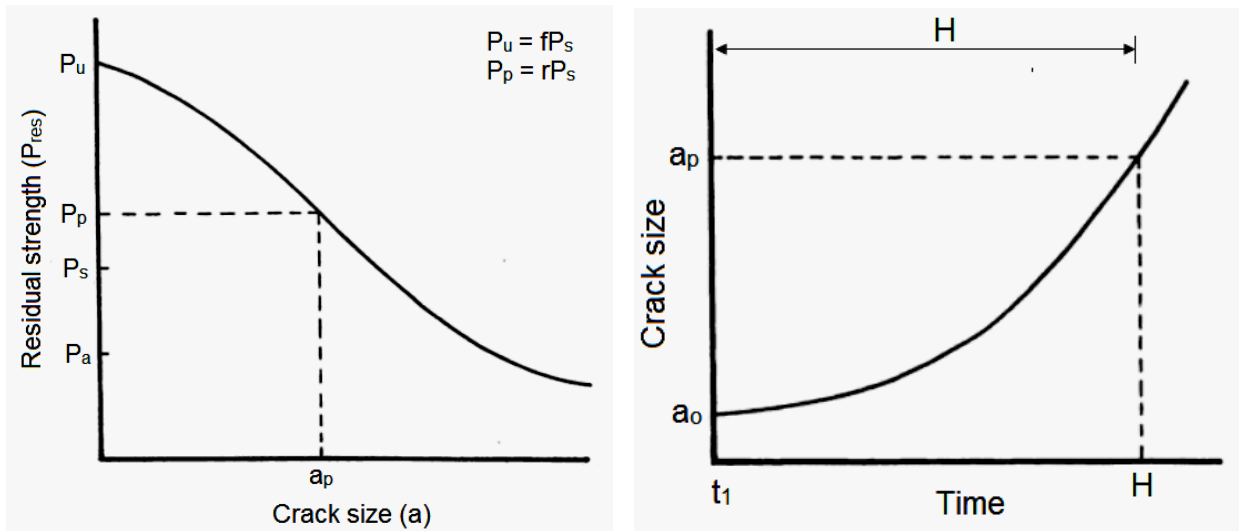 Pu = fPs
Pp = rPs
Pu
Pp
Ps
Pa
Residual strength (Pres)
ap
Crack size (a)
H
ap
ao
Crack size
t1
Time
H